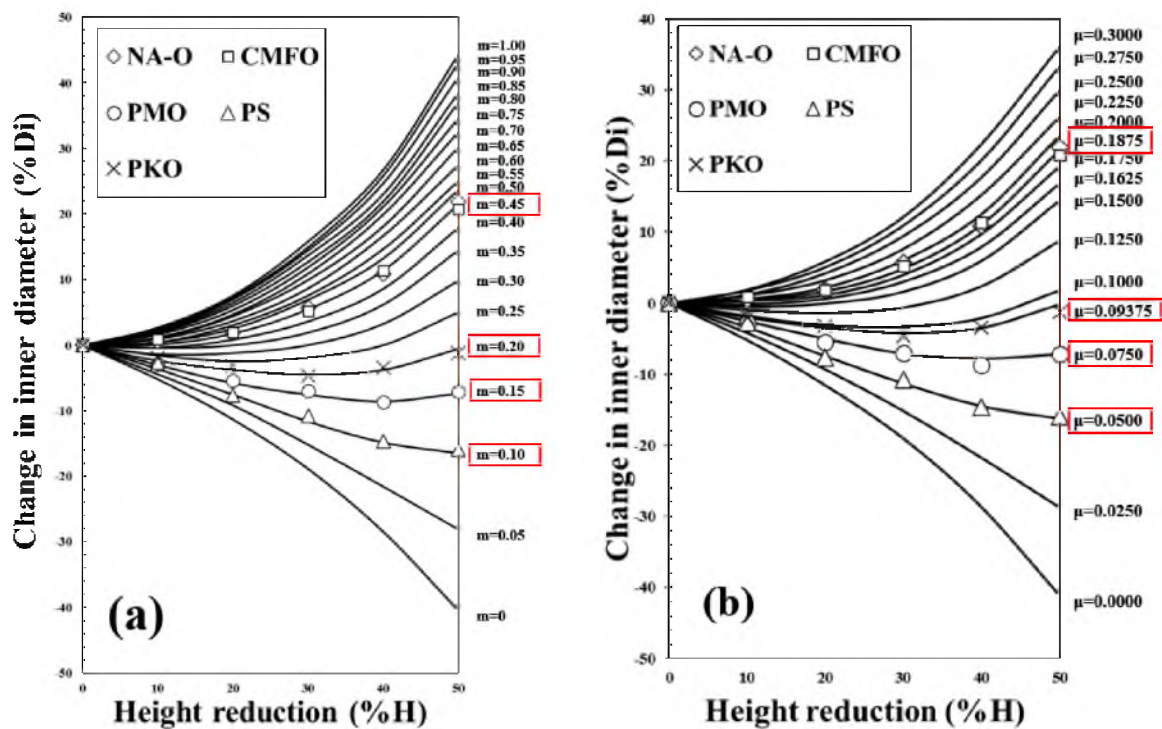 Change in inner diameter (%Di)
50
40
30
20
10
0
-10
-20
-30
-40
-50
NA-O CMFO
PMO PS
PKO
m=1.00
m=0.95
m=0.90
m=0.85
m=0.80
m=0.75
m=0.70
m=0.65
m=0.60
m=0.55
m=0.50
m=0.45
m=0.40
m=0.35
m=0.30
m=0.25
m=0.20
m=0.15
m=0.10
m=0.05
m=0
(a)
0 10 20 30 40 50
Height reduction (%H)
Change in inner diameter (%Di)
40
30
20
10
0
-10
-20
-30
-40
-50
NA-O CMFO
PMO PS
PKO
μ=0.3000
μ=0.2750
μ=0.2500
μ=0.2250
μ=0.2000
μ=0.1875
μ=0.1750
μ=0.1625
μ=0.1500
μ=0.1250
μ=0.1000
μ=0.09375
μ=0.0750
μ=0.0500
μ=0.0250
μ=0.0000
(b)
0 10 20 30 40 50
Height reduction (%H)